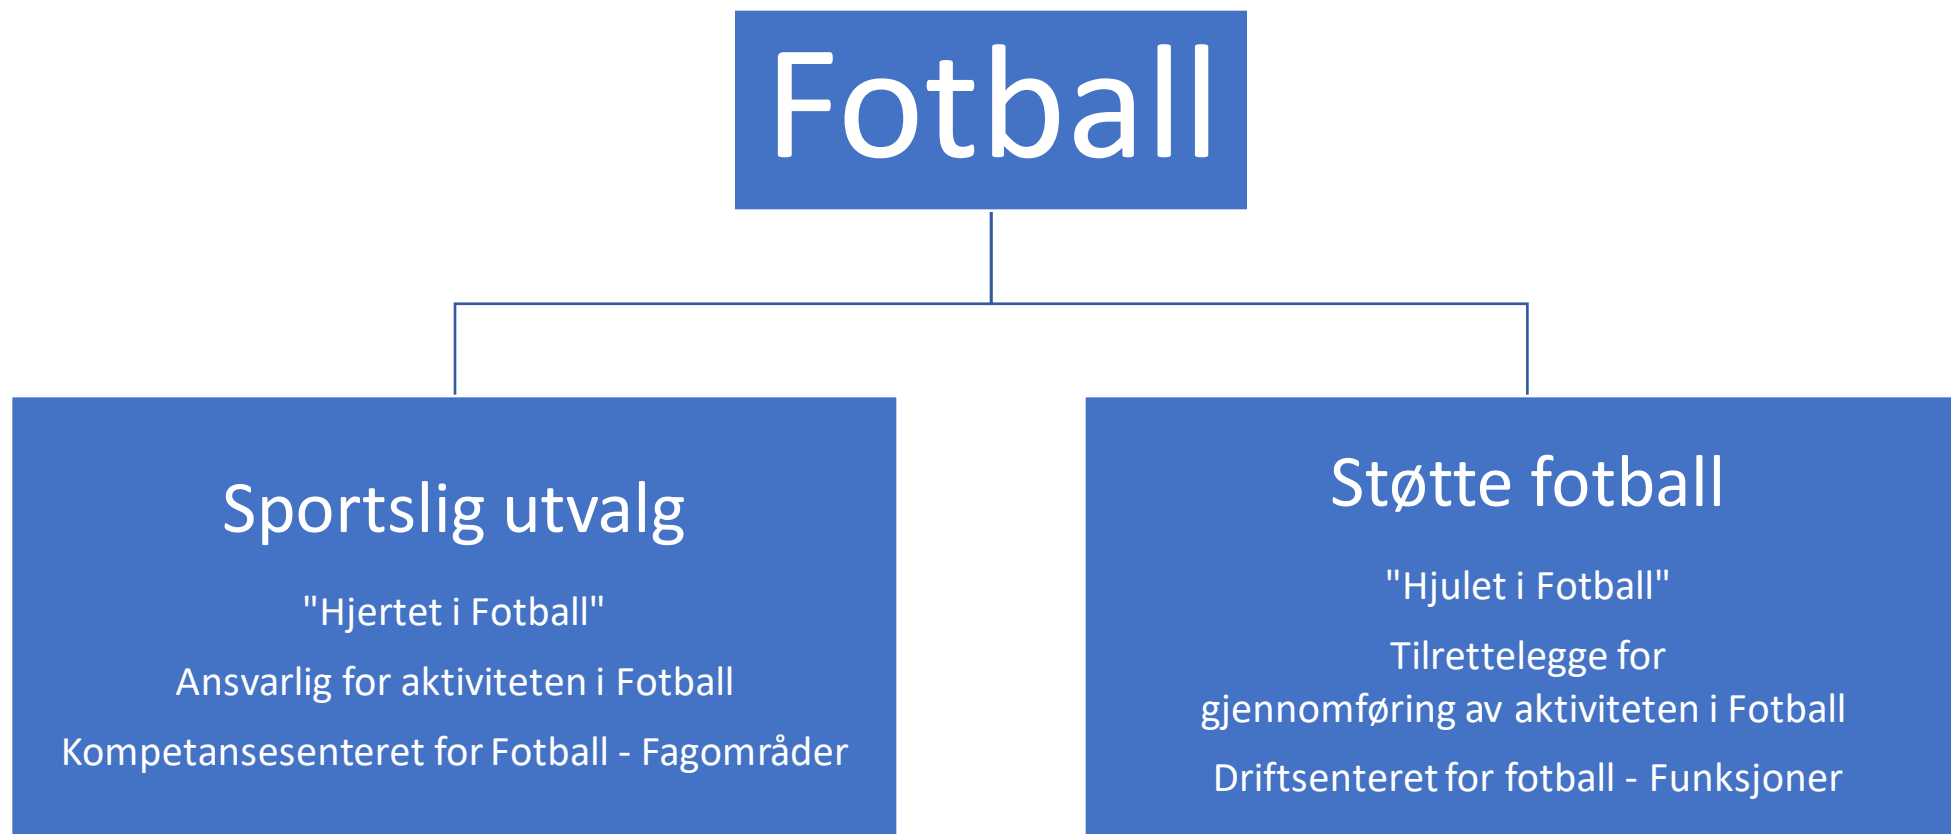 Fotball
Sportslig utvalg
"Hjertet i Fotball"
Ansvarlig for aktiviteten i Fotball
Kompetansesenteret for Fotball - Fagområder
Støtte fotball
"Hjulet i Fotball"
Tilrettelegge for
gjennomføring av aktiviteten i Fotball
Driftsenteret for fotball - Funksjoner